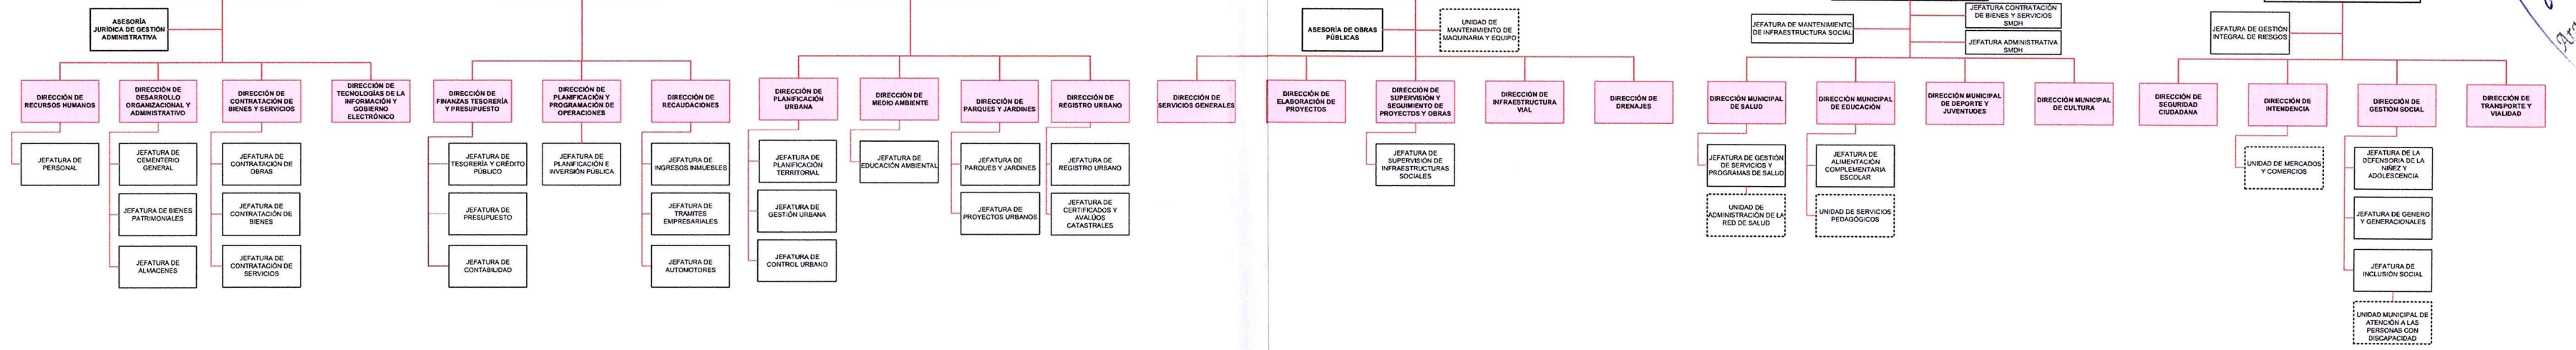 ASESORÍA
JURÍDICA DE GESTIÓN
ADMINISTRATIVA
ASESORÍA DE OBRAS
PÚBLICAS
UNIDAD DE
MANTENIMIENTO DE
MAQUINARIA Y EQUIPO
JEFATURA DE MANTENIMIENTO
DE INFRAESTRUCTURA SOCIAL
JEFATURA CONTRATACIÓN
DE BIENES Y SERVICIOS
SMDH
JEFATURA ADMINISTRATIVA
SMDH
JEFATURA DE GESTIÓN
INTEGRAL DE RIESGOS
DIRECCIÓN DE
RECURSOS HUMANOS
DIRECCIÓN DE
DESARROLLO
ORGANIZACIONAL Y
ADMINISTRATIVO
DIRECCIÓN DE
CONTRATACIÓN DE
BIENES Y SERVICIOS
DIRECCIÓN DE
TECNOLOGÍAS DE LA
INFORMACIÓN Y
GOBIERNO
ELECTRÓNICO
DIRECCIÓN DE
FINANZAS TESORERÍA
Y PRESUPUESTO
DIRECCIÓN DE
PLANIFICACIÓN Y
PROGRAMACIÓN DE
OPERACIONES
DIRECCIÓN DE
RECAUDACIONES
DIRECCIÓN DE
PLANIFICACIÓN
URBANA
DIRECCIÓN DE
MEDIO AMBIENTE
DIRECCIÓN DE
PARQUES Y JARDINES
DIRECCIÓN DE
REGISTRO URBANO
DIRECCIÓN DE
SERVICIOS GENERALES
DIRECCIÓN DE
ELABORACIÓN DE
PROYECTOS
DIRECCIÓN DE
SUPERVISIÓN Y
SEGUIMIENTO DE
PROYECTOS Y OBRAS
DIRECCIÓN DE
INFRAESTRUCTURA
VIAL
DIRECCIÓN DE
DRENAJES
DIRECCIÓN MUNICIPAL
DE SALUD
DIRECCIÓN MUNICIPAL
DE EDUCACIÓN
DIRECCIÓN MUNICIPAL
DE DEPORTE Y
JUVENTUDES
DIRECCIÓN MUNICIPAL
DE CULTURA
DIRECCIÓN DE
SEGURIDAD
CIUDADANA
DIRECCIÓN DE
INTENDENCIA
DIRECCIÓN DE
GESTIÓN SOCIAL
DIRECCIÓN DE
TRANSPORTE Y
VIALIDAD
JEFATURA DE
PERSONAL
JEFATURA DE
CEMENTERIO
GENERAL
JEFATURA DE BIENES
PATRIMONIALES
JEFATURA DE
ALMACENES
JEFATURA DE
CONTRATACIÓN DE
OBRAS
JEFATURA DE
CONTRATACIÓN DE
BIENES
JEFATURA DE
CONTRATACIÓN DE
SERVICIOS
JEFATURA DE
TESORERÍA Y CRÉDITO
PÚBLICO
JEFATURA DE
PRESUPUESTO
JEFATURA DE
CONTABILIDAD
JEFATURA DE
PLANIFICACIÓN E
INVERSIÓN PÚBLICA
JEFATURA DE
INGRESOS INMUEBLES
JEFATURA DE
TRAMITES
EMPRESARIALES
JEFATURA DE
AUTOMOTORES
JEFATURA DE
PLANIFICACIÓN
TERRITORIAL
JEFATURA DE
GESTIÓN URBANA
JEFATURA DE
CONTROL URBANO
JEFATURA DE
EDUCACIÓN AMBIENTAL
JEFATURA DE
PARQUES Y JARDINES
JEFATURA DE
PROYECTOS URBANOS
JEFATURA DE
REGISTRO URBANO
JEFATURA DE
CERTIFICADOS Y
AVALÚOS
CATASTRALES
JEFATURA DE
SUPERVISIÓN DE
INFRAESTRUCTURAS
SOCIALES
JEFATURA DE GESTIÓN
DE SERVICIOS Y
PROGRAMAS DE SALUD
UNIDAD DE
ADMINISTRACIÓN DE LA
RED DE SALUD
JEFATURA DE
ALIMENTACIÓN
COMPLEMENTARIA
ESCOLAR
UNIDAD DE SERVICIOS
PEDAGÓGICOS
UNIDAD DE MERCADOS
Y COMERCIOS
JEFATURA DE LA
DEFENSORIA DE LA
NIÑEZ Y
ADOLESCENCIA
JEFATURA DE GENERO
Y GENERACIONALES
JEFATURA DE
INCLUSIÓN SOCIAL
UNIDAD MUNICIPAL DE
ATENCIÓN A LAS
PERSONAS CON
DISCAPACIDAD